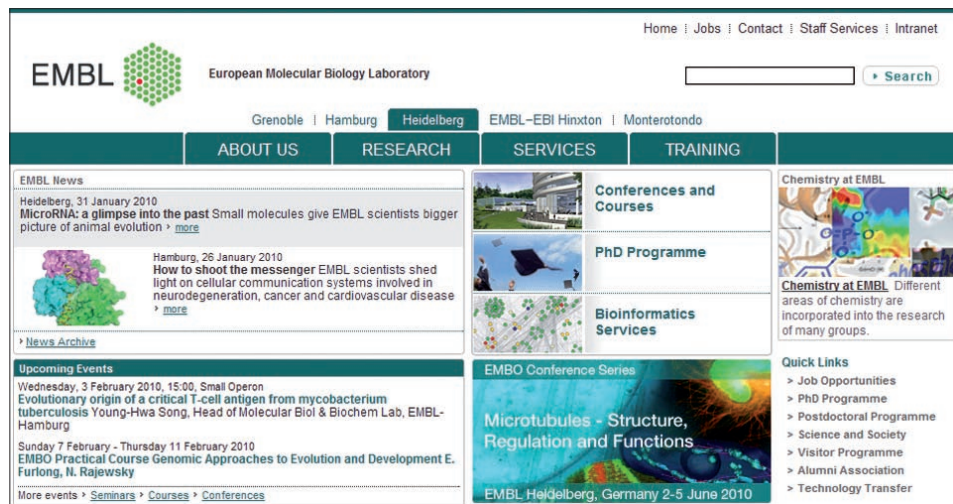 Home | Jobs | Contact | Staff Services | Intranet
EMBL
European Molecular Biology Laboratory
Search
Grenoble | Hamburg Heidelberg EMBL-EBI Hinxton | Monterotondo
ABOUT US RESEARCH SERVICES TRAINING
EMBL News
Heidelberg, 31 January 2010
MicroRNA: a glimpse into the past Small molecules give EMBL scientists bigger
picture of animal evolution › more
Hamburg, 26 January 2010
How to shoot the messenger EMBL scientists shed
light on cellular communication systems involved in
neurodegeneration, cancer and cardiovascular disease
› more
› News Archive
Upcoming Events
Wednesday, 3 February 2010, 15:00, Small Operon
Evolutionary origin of a critical T-cell antigen from mycobacterium
tuberculosis Young-Hwa Song, Head of Molecular Biol & Biochem Lab, EMBL-
Hamburg
Sunday 7 February - Thursday 11 February 2010
EMBO Practical Course Genomic Approaches to Evolution and Development E.
Furlong, N. Rajewsky
More events › Seminars › Courses › Conferences
Conferences and
Courses
PhD Programme
Bioinformatics
Services
EMBO Conference Series
Microtubules - Structure,
Regulation and Functions
EMBL Heidelberg, Germany 2-5 June 2010
Chemistry at EMBL
Chemistry at EMBL Different
areas of chemistry are
incorporated into the research
of many groups.
Quick Links
> Job Opportunities
> PhD Programme
> Postdoctoral Programme
> Science and Society
> Visitor Programme
> Alumni Association
> Technology Transfer